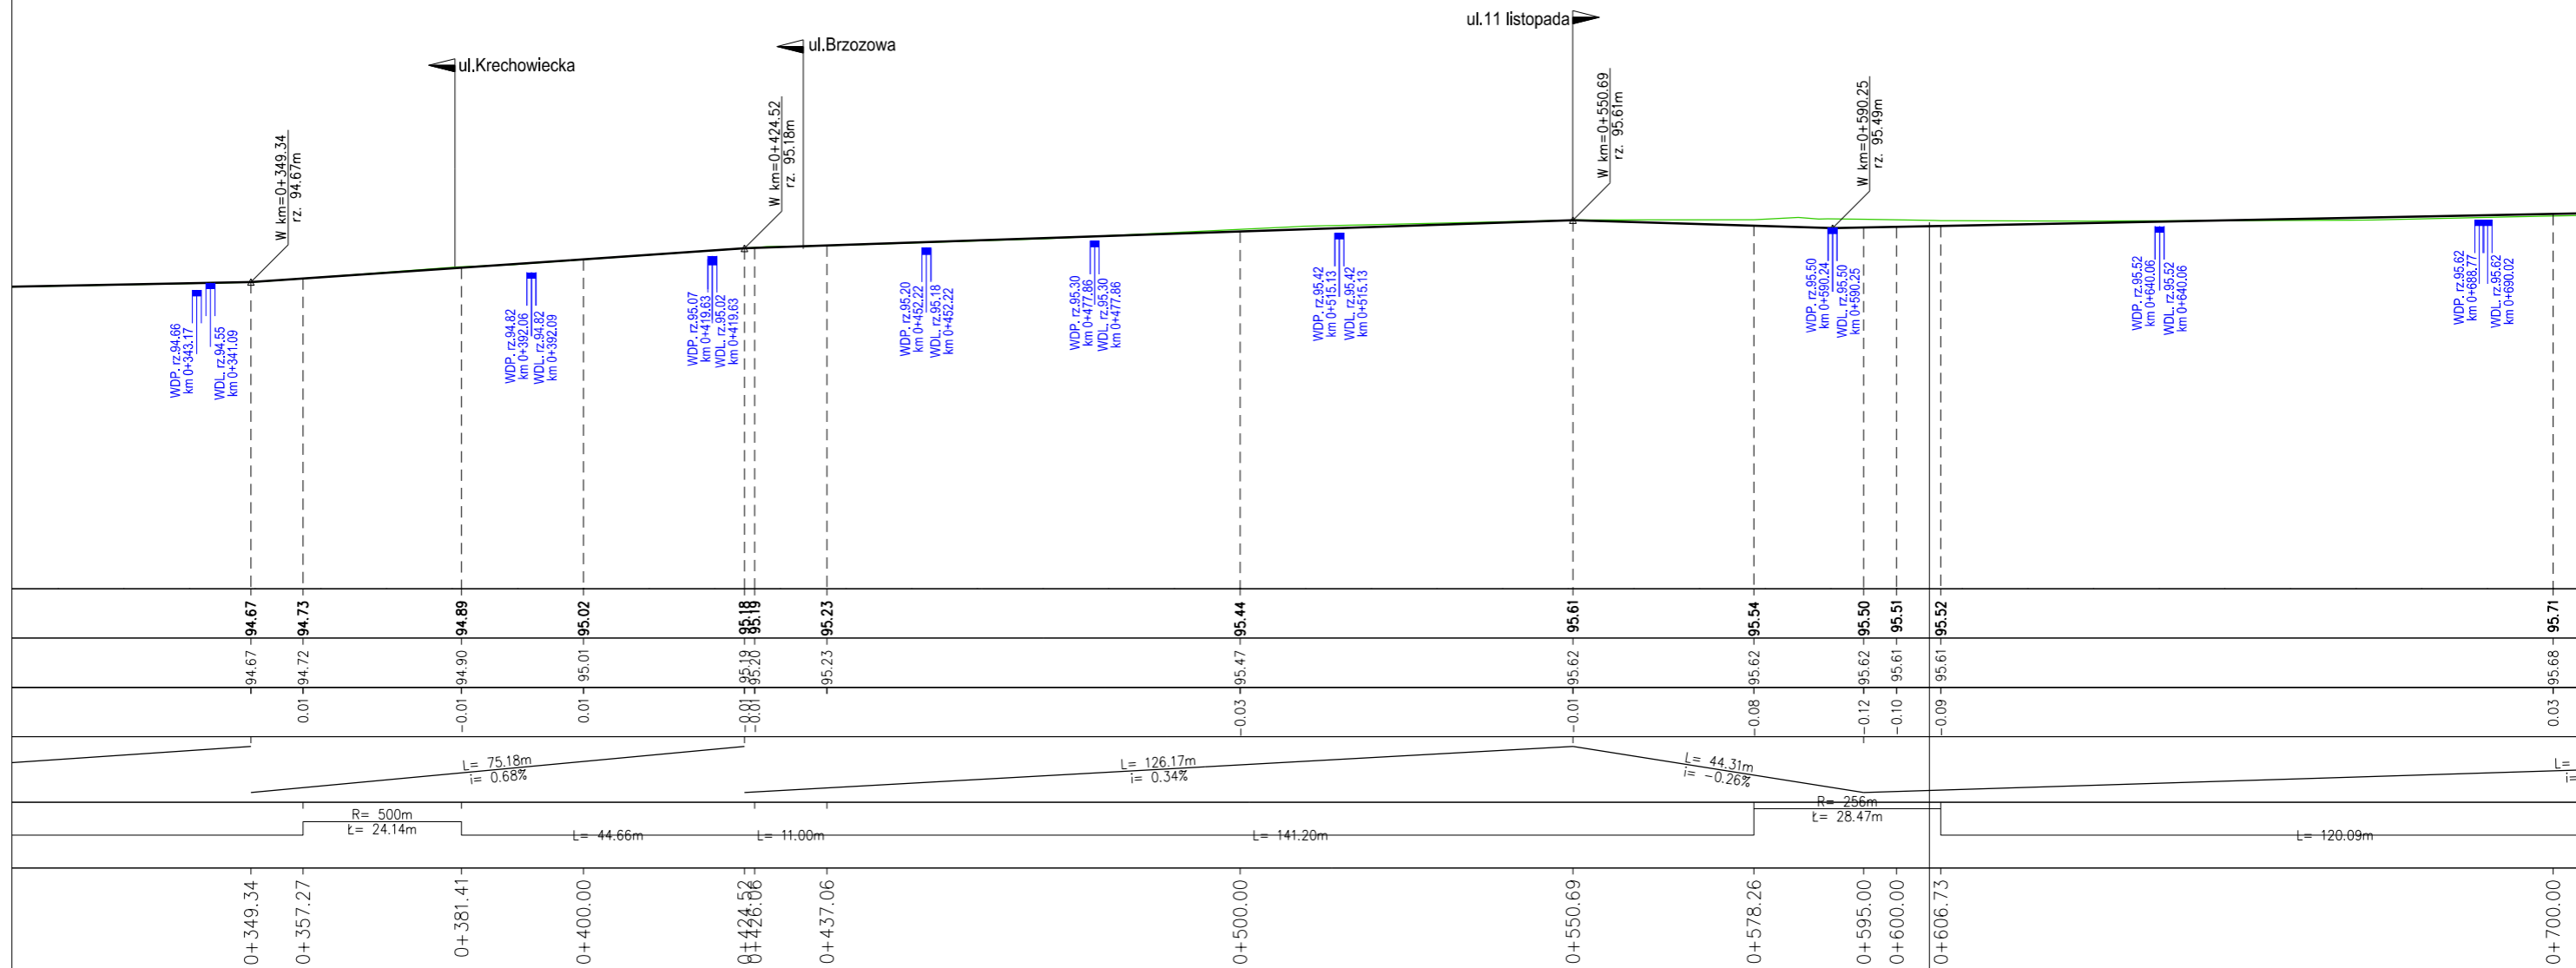 ul.11 listopada
ul.Brzozowa
ul.Krechowiecka
W km=0+349.34
rz. 94.67m
W km=0+424.52
rz. 95.18m
W km=0+550.69
rz. 95.61m
W km=0+590.25
rz. 95.49m
WDP. rz.94.66
km 0+343.17
WDL. rz.94.55
km 0+341.09
WDP. rz.94.82
km 0+392.06
WDL. rz.94.82
km 0+392.09
WDP. rz.95.07
km 0+419.63
WDL. rz.95.02
km 0+419.63
WDP. rz.95.20
km 0+452.22
WDL. rz.95.18
km 0+452.22
WDP. rz.95.30
km 0+477.86
WDL. rz.95.30
km 0+477.86
WDP. rz.95.42
km 0+515.13
WDL. rz.95.42
km 0+515.13
WDP. rz.95.50
km 0+590.24
WDL. rz.95.50
km 0+590.25
WDP. rz.95.52
km 0+640.06
WDL. rz.95.52
km 0+640.06
WDP. rz.95.62
km 0+688.77
WDL. rz.95.62
km 0+690.02
94.67 94.73 94.89 95.02 95.18 95.19 95.23 95.44 95.61 95.54 95.50 95.51 95.52 95.71
94.67 94.72 94.90 95.01 95.19 95.20 95.23 95.47 95.62 95.62 95.62 95.61 95.61 95.68
0.01 -0.01 0.01 -0.01 -0.01 -0.03 -0.01 -0.08 -0.12 -0.10 -0.09 0.03
L= 75.18m
i= 0.68%
L= 126.17m
i= 0.34%
L= 44.31m
i= -0.26%
L=
i=
R= 500m
Ł= 24.14m
L= 44.66m
L= 11.00m
L= 141.20m
R= 256m
Ł= 28.47m
L= 120.09m
0+349.34 0+357.27 0+381.41 0+400.00 0+424.52 0+426.06 0+437.06 0+500.00 0+550.69 0+578.26 0+595.00 0+600.00 0+606.73 0+700.00